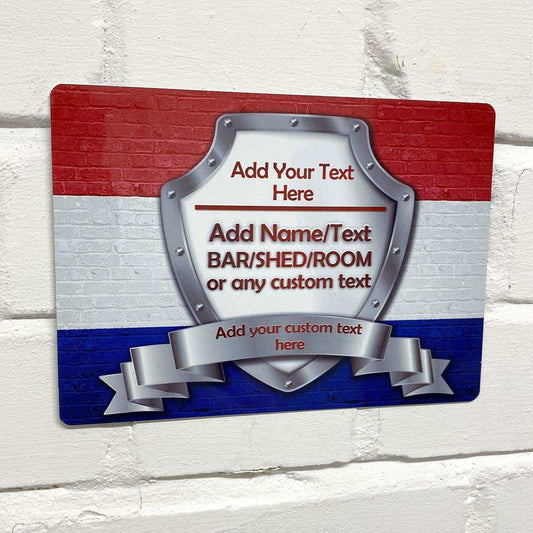 Add Your Text
Here
Add Name/Text
BAR/SHED/ROOM
or any custom text
Add your custom text
here